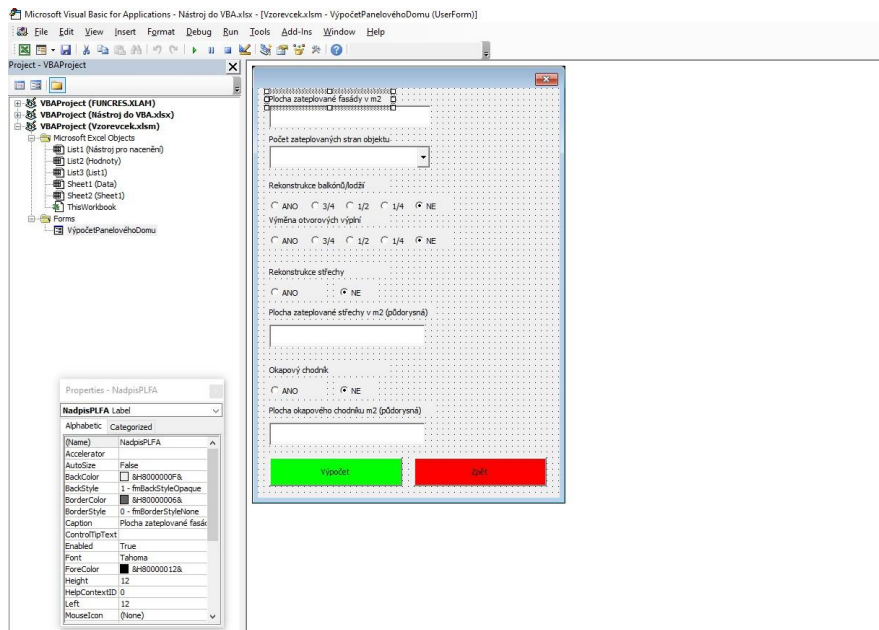 Microsoft Visual Basic for Applications - Nástroj do VBA.xlsx - [Vzorevcek.xlsm - VýpočetPanelovéhoDomu (UserForm)]
File Edit View Insert Format Debug Run Tools Add-Ins Window Help
Project - VBAProject
VBAProject (FUNCRES.XLAM)
VBAProject (Nástroj do VBA.xlsx)
VBAProject (Vzorevcek.xlsm)
Microsoft Excel Objects
List1 (Nástroj pro nacenění)
List2 (Hodnoty)
List3 (List1)
Sheet1 (Data)
Sheet2 (Sheet1)
ThisWorkbook
Forms
VýpočetPanelovéhoDomu
Plocha zateplované fasády v m2
Počet zateplovaných stran objektu
Rekonstrukce balkónů/lodžií
ANO 3/4 1/2 1/4 NE
Výměna otvorových výplní
ANO 3/4 1/2 1/4 NE
Rekonstrukce střechy
ANO NE
Plocha zateplované střechy v m2 (půdorysná)
Okapový chodník
ANO NE
Plocha okapového chodníku m2 (půdorysná)
Výpočet Zpět
Properties - NadpisPLFA
NadpisPLFA Label
Alphabetic Categorized
(Name) NadpisPLFA
Accelerator
AutoSize False
BackColor &H8000000F&
BackStyle 1 - fmBackStyleOpaque
BorderColor &H80000006&
BorderStyle 0 - fmBorderStyleNone
Caption Plocha zateplované fasác
ControlTipText
Enabled True
Font Tahoma
ForeColor &H80000012&
Height 12
HelpContextID 0
Left 12
MouseIcon (None)